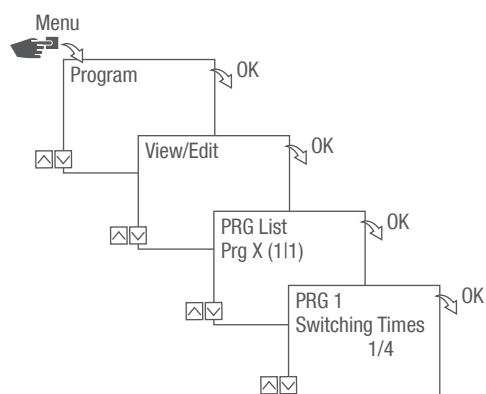 Menu
Program
OK
View/Edit
OK
PRG List
Prg X (1|1)
OK
PRG 1
Switching Times
1/4
OK